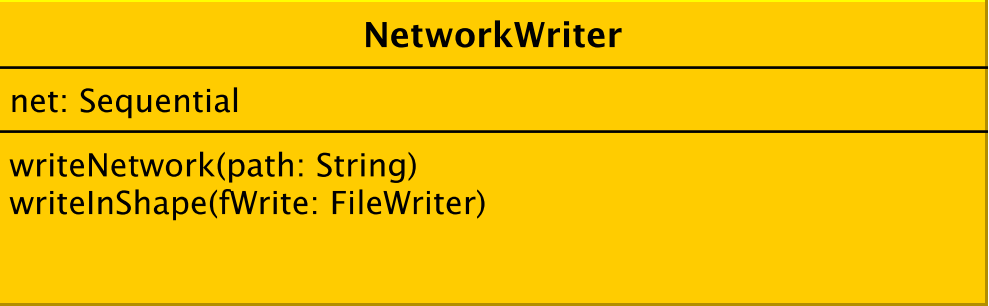 NetworkWriter
net: Sequential
writeNetwork(path: String)
writeInShape(fWrite: FileWriter)